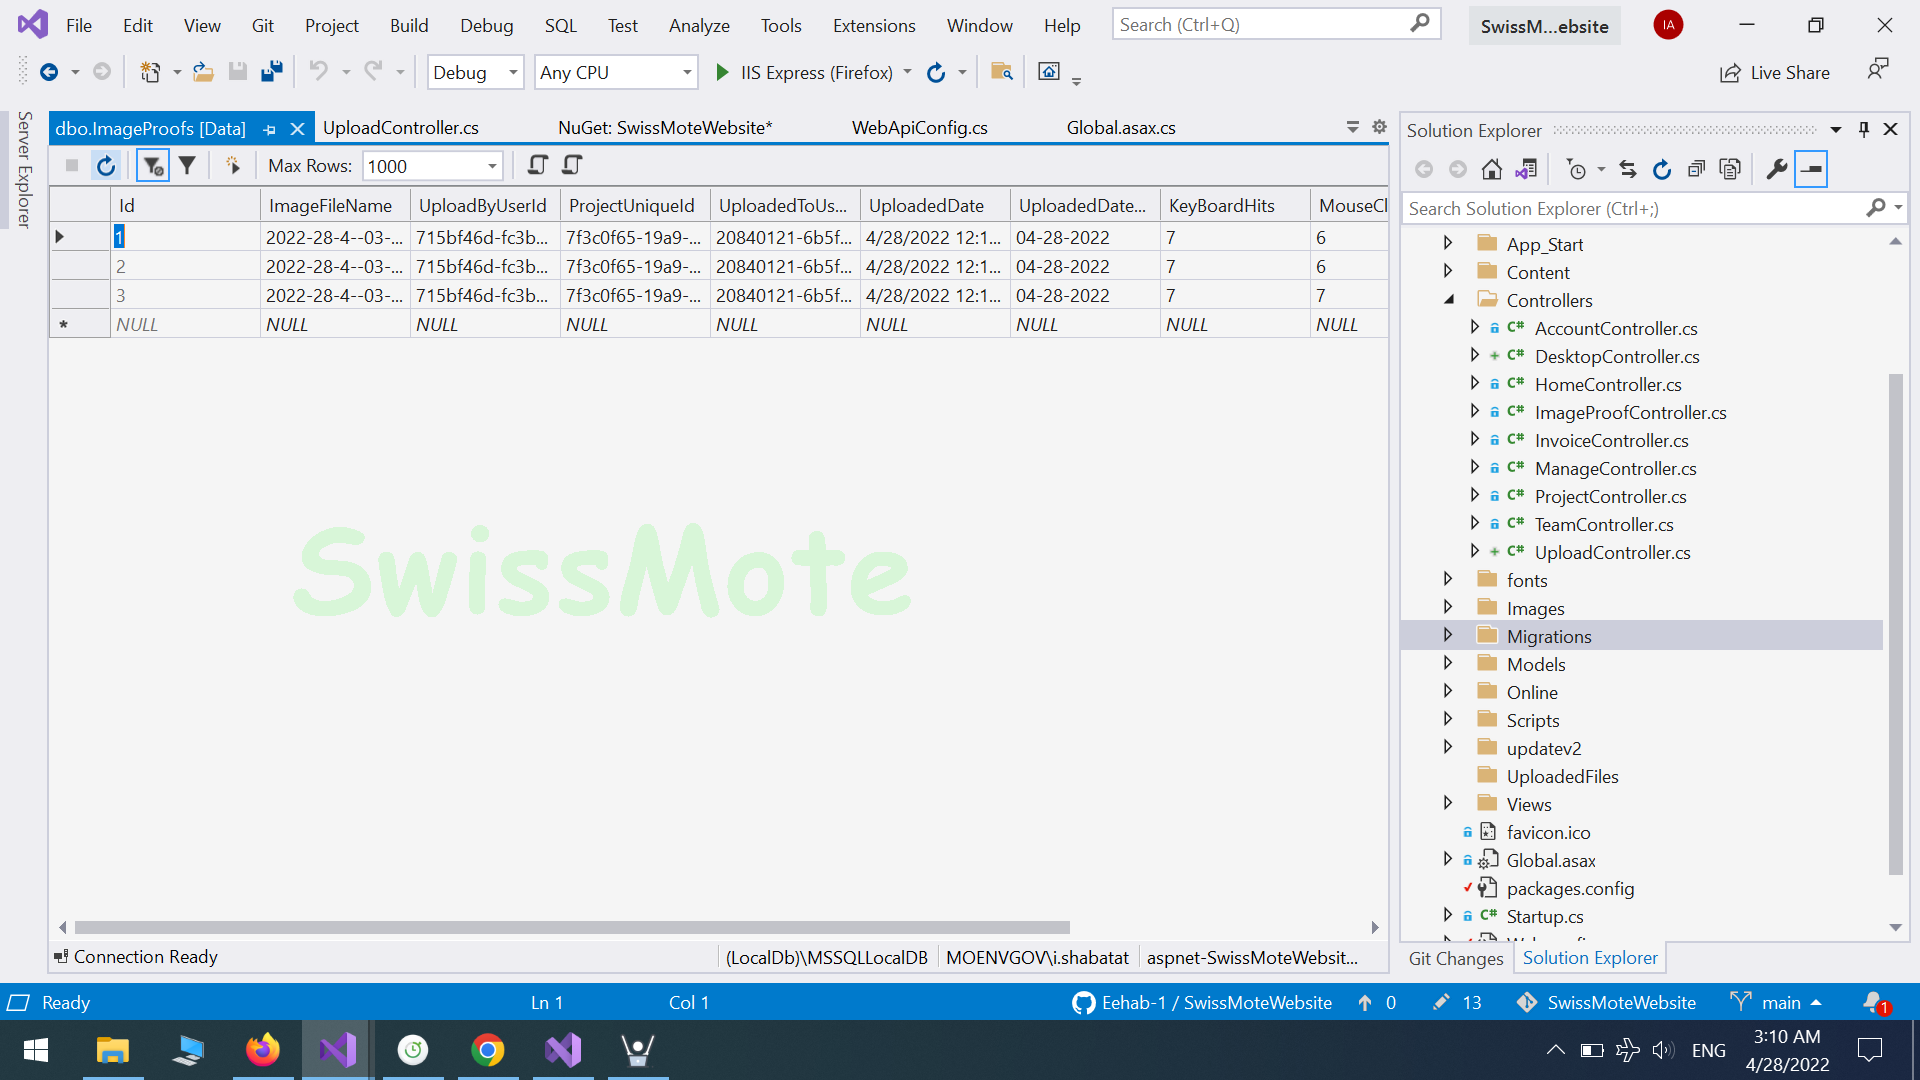 File Edit View Git Project Build Debug SQL Test Analyze Tools Extensions Window Help Search (Ctrl+Q) SwissM...ebsite IA
Debug Any CPU IIS Express (Firefox) Live Share
Server Explorer
dbo.ImageProofs [Data] UploadController.cs NuGet: SwissMoteWebsite* WebApiConfig.cs Global.asax.cs
Max Rows: 1000
Id ImageFileName UploadByUserId ProjectUniqueId UploadedToUs... UploadedDate UploadedDate... KeyBoardHits MouseCl
1 2022-28-4--03-... 715bf46d-fc3b... 7f3c0f65-19a9-... 20840121-6b5f... 4/28/2022 12:1... 04-28-2022 7 6
2 2022-28-4--03-... 715bf46d-fc3b... 7f3c0f65-19a9-... 20840121-6b5f... 4/28/2022 12:1... 04-28-2022 7 6
3 2022-28-4--03-... 715bf46d-fc3b... 7f3c0f65-19a9-... 20840121-6b5f... 4/28/2022 12:1... 04-28-2022 7 7
NULL NULL NULL NULL NULL NULL NULL NULL NULL
SwissMote
Connection Ready (LocalDb)\MSSQLLocalDB MOENVGOV\i.shabatat aspnet-SwissMoteWebsit...
Solution Explorer
Search Solution Explorer (Ctrl+;)
App_Start
Content
Controllers
C# AccountController.cs
C# DesktopController.cs
C# HomeController.cs
C# ImageProofController.cs
C# InvoiceController.cs
C# ManageController.cs
C# ProjectController.cs
C# TeamController.cs
C# UploadController.cs
fonts
Images
Migrations
Models
Online
Scripts
updatev2
UploadedFiles
Views
favicon.ico
Global.asax
packages.config
C# Startup.cs
Git Changes Solution Explorer
Ready Ln 1 Col 1 Eehab-1 / SwissMoteWebsite 0 13 SwissMoteWebsite main 1
ENG 3:10 AM
4/28/2022